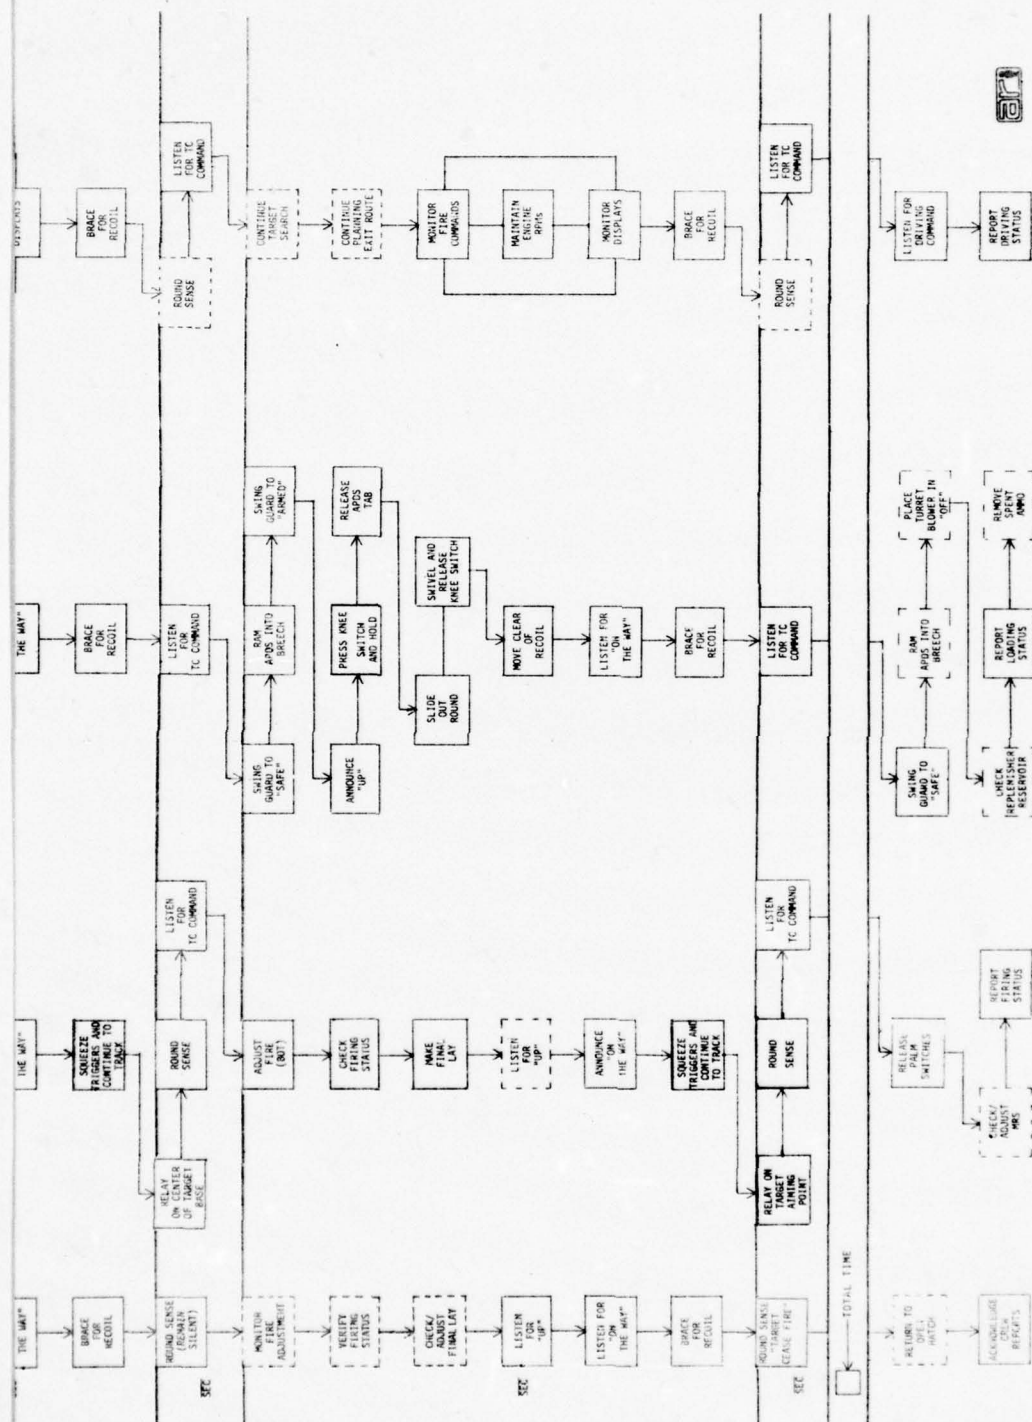 THE WAY"
THE WAY"
THE WAY"
DISPLAYS
BRACE
FOR
RECOIL
SQUEEZE
TRIGGERS AND
CONTINUE TO
TRACK
BRACE
FOR
RECOIL
BRACE
FOR
RECOIL
ROUND SENSE
(REMAIN
SILENT)
SEC
RELAY
ON CENTER
OF TARGET
BASE
ROUND
SENSE
LISTEN
FOR
TC COMMAND
LISTEN
FOR
TC COMMAND
ROUND
SENSE
LISTEN
FOR TC
COMMAND
MONITOR
FIRE
ADJUSTMENT
ADJUST
FIRE
(BOT)
SWING
GUARD TO
"SAFE"
RAM
APDS INTO
BREECH
SWING
GUARD TO
"ARMED"
CONTINUE
TARGET
SEARCH
VERIFY
FIRING
STATUS
CHECK
FIRING
STATUS
ANNOUNCE
"UP"
PRESS KNEE
SWITCH
AND HOLD
RELEASE
APDS
TAB
CONTINUE
PLANNING
EXIT ROUTE
CHECK/
ADJUST
FINAL LAY
MAKE
FINAL
LAY
SLIDE
OUT
ROUND
SWIVEL AND
RELEASE
KNEE SWITCH
MONITOR
FIRE
COMMANDS
LISTEN
FOR
"UP"
SEC
LISTEN
FOR
"UP"
MOVE CLEAR
OF
RECOIL
MAINTAIN
ENGINE
RPMs
LISTEN FOR
"ON
THE WAY"
ANNOUNCE
"ON
THE WAY"
LISTEN FOR
"ON
THE WAY"
MONITOR
DISPLAYS
BRACE
FOR
RECOIL
SQUEEZE
TRIGGERS AND
CONTINUE
TO TRACK
BRACE
FOR
RECOIL
BRACE
FOR
RECOIL
ROUND SENSE
"TARGET
CEASE FIRE"
SEC
RELAY ON
TARGET
AIMING
POINT
ROUND
SENSE
LISTEN
FOR
TC COMMAND
LISTEN
FOR TC
COMMAND
ROUND
SENSE
LISTEN
FOR TC
COMMAND
TOTAL TIME
RETURN TO
OPEN
HATCH
RELEASE
PALM
SWITCHES
SWING
GUARD TO
"SAFE"
RAM
APDS INTO
BREECH
PLACE
TURRET
BLOWER IN
"OFF"
LISTEN FOR
DRIVING
COMMAND
ACKNOWLEDGE
CREW
REPORTS
CHECK/
ADJUST
MRS
REPORT
FIRING
STATUS
CHECK
REPLENISHER
RESERVOIR
REPORT
LOADING
STATUS
REMOVE
SPENT
AMMO
REPORT
DRIVING
STATUS
ari